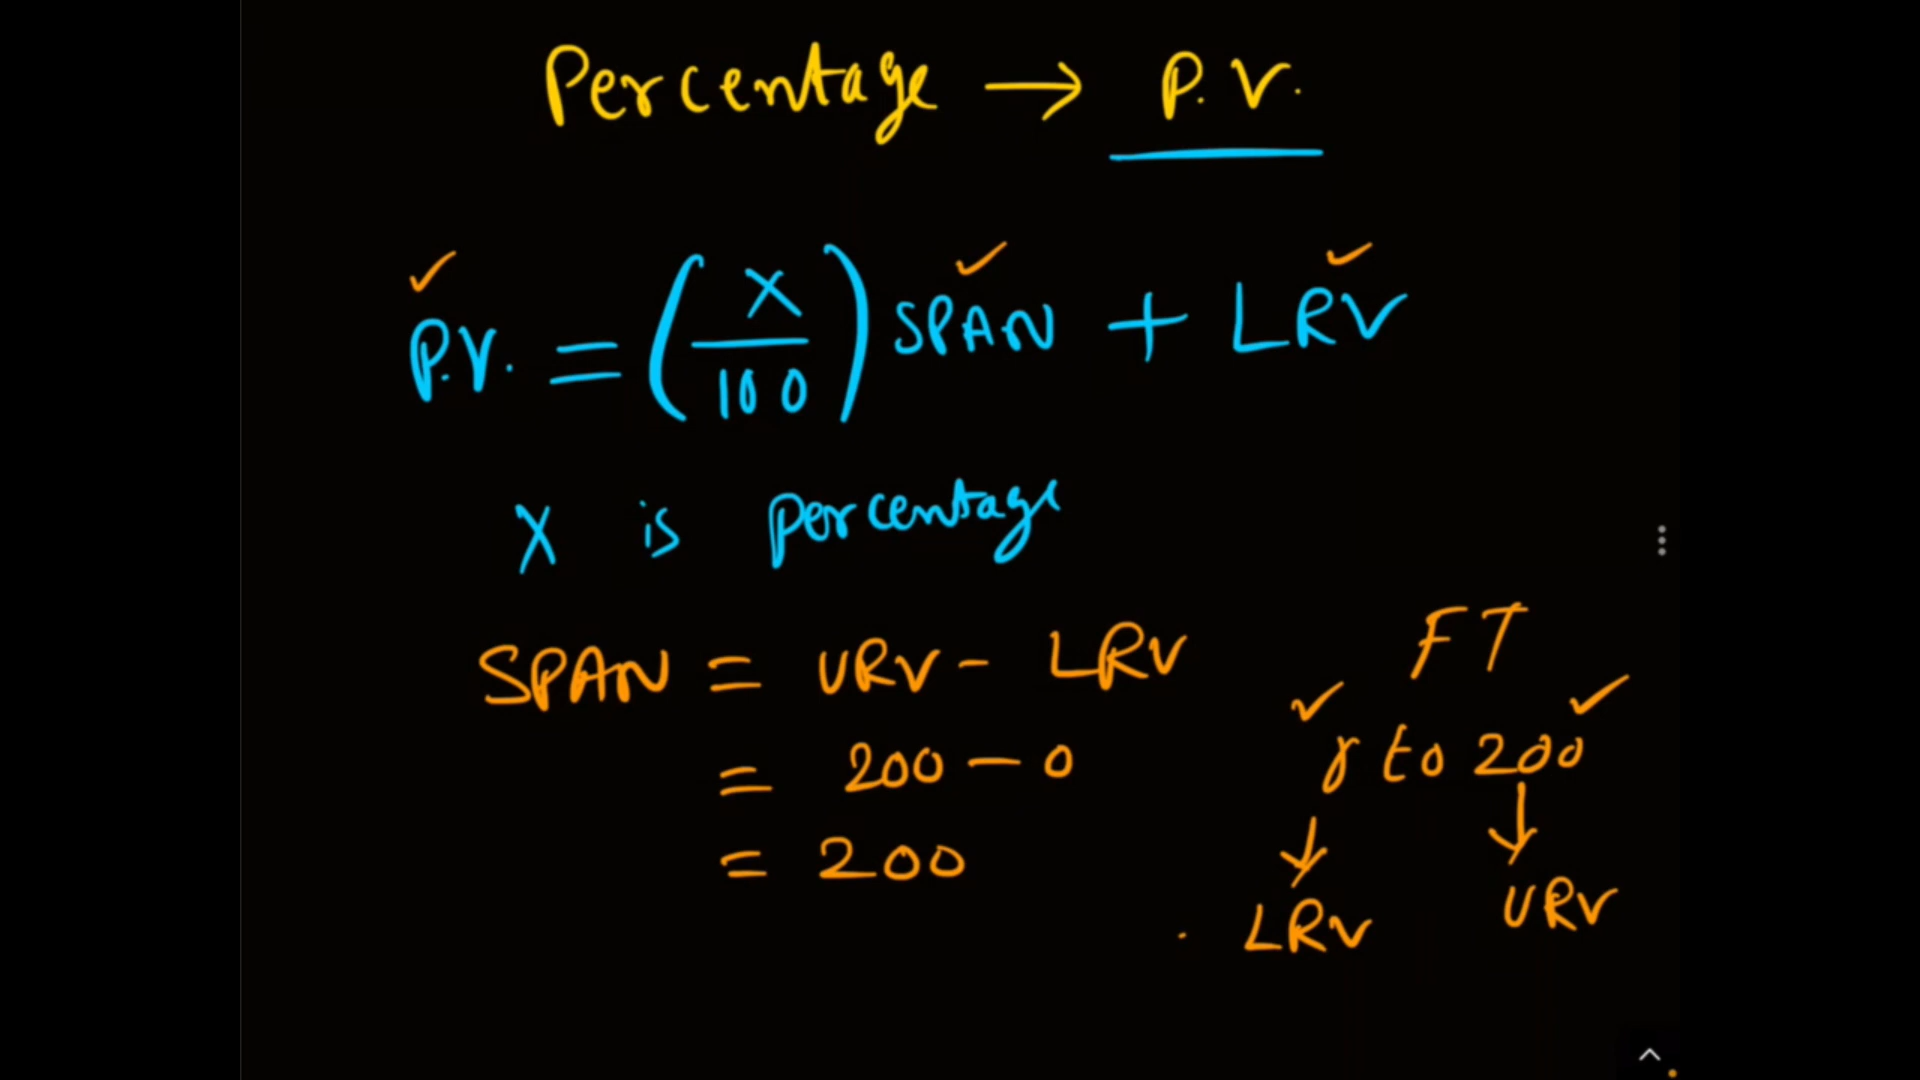 Percentage → P.V.
P.V. = (X/100) SPAN + LRV
X is percentage
SPAN = URV - LRV
= 200 - 0
= 200
FT
0 to 200
LRV URV